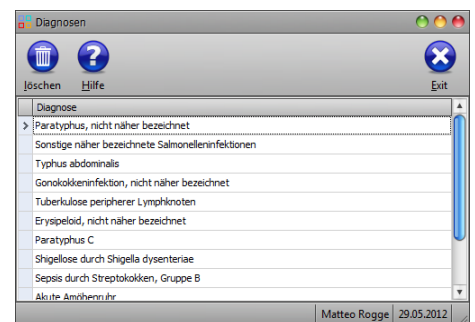 Diagnosen
löschen Hilfe Exit
Diagnose
Paratyphus, nicht näher bezeichnet
Sonstige näher bezeichnete Salmonelleninfektionen
Typhus abdominalis
Gonokokkeninfektion, nicht näher bezeichnet
Tuberkulose peripherer Lymphknoten
Erysipeloid, nicht näher bezeichnet
Paratyphus C
Shigellose durch Shigella dysenteriae
Sepsis durch Streptokokken, Gruppe B
Akute Amöbenruhr
Matteo Rogge 29.05.2012